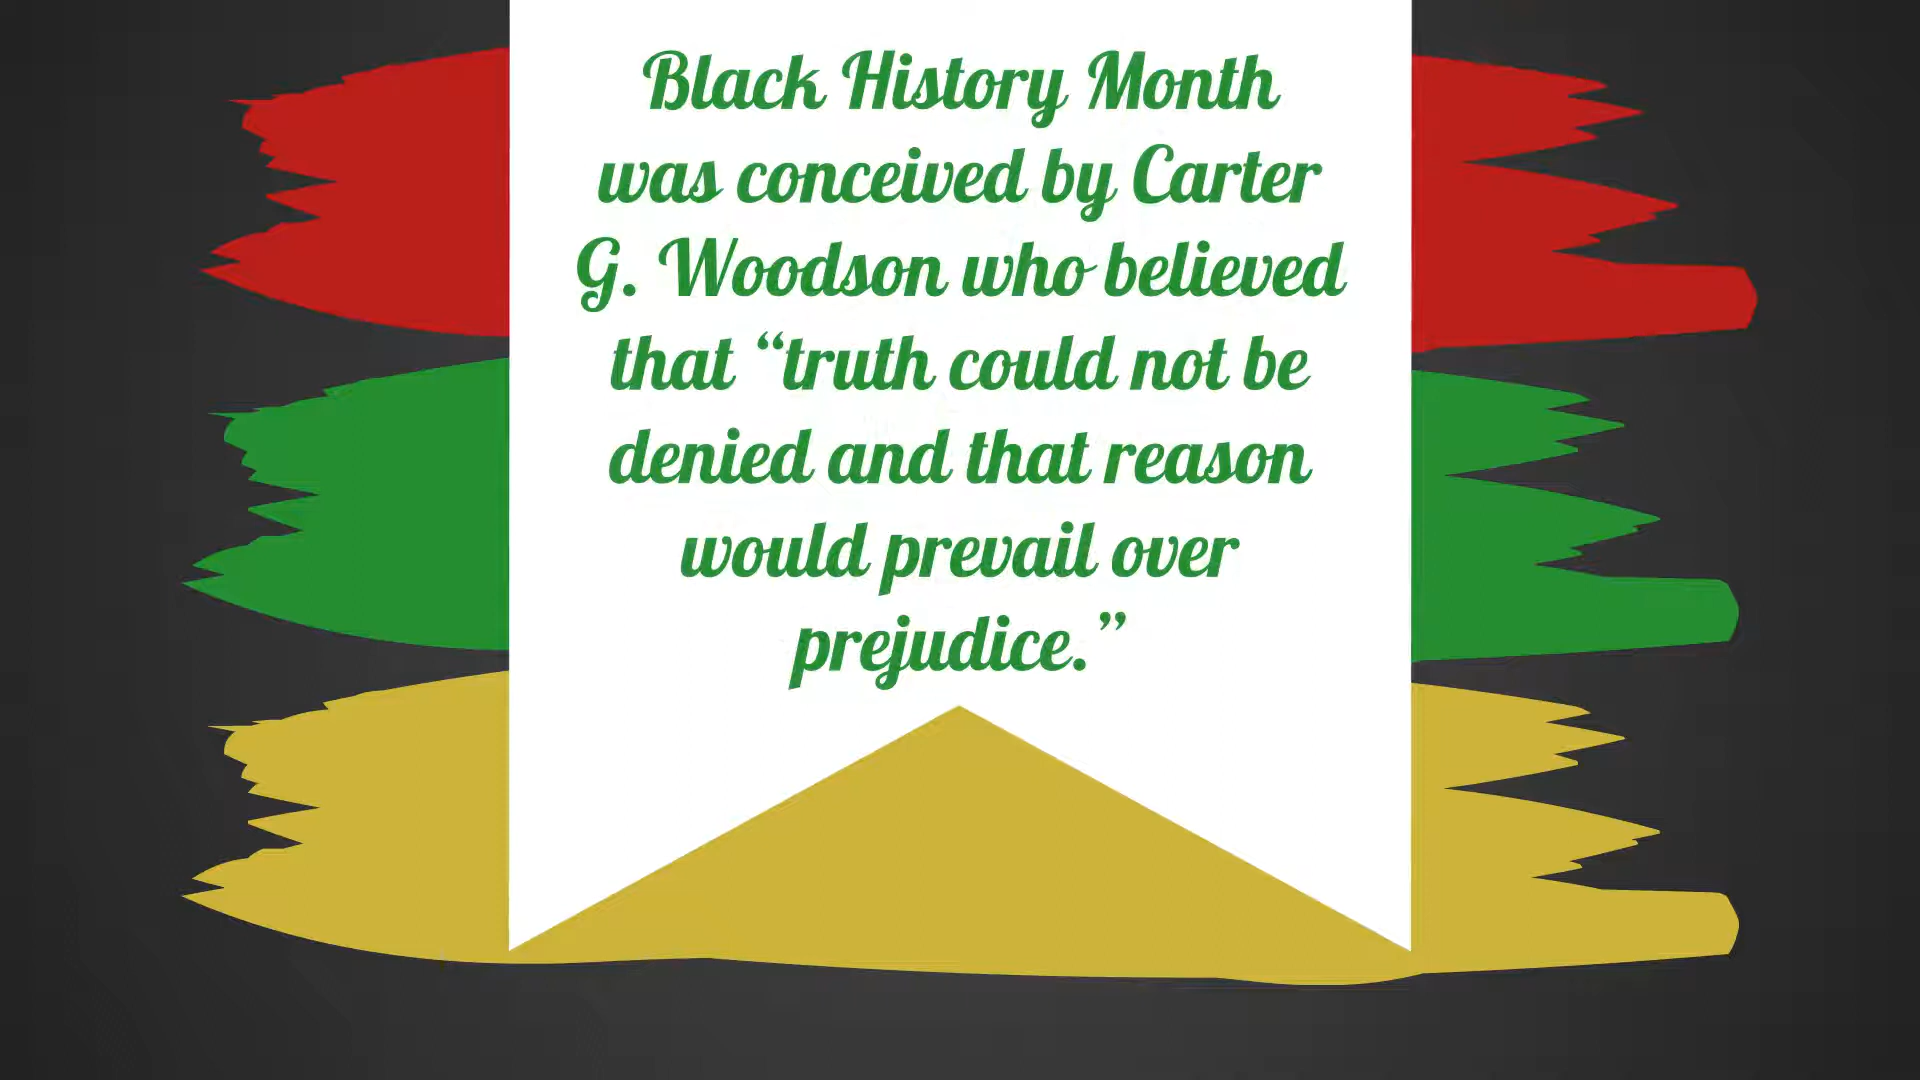 Black History Month
was conceived by Carter
G. Woodson who believed
that “truth could not be
denied and that reason
would prevail over
prejudice.”